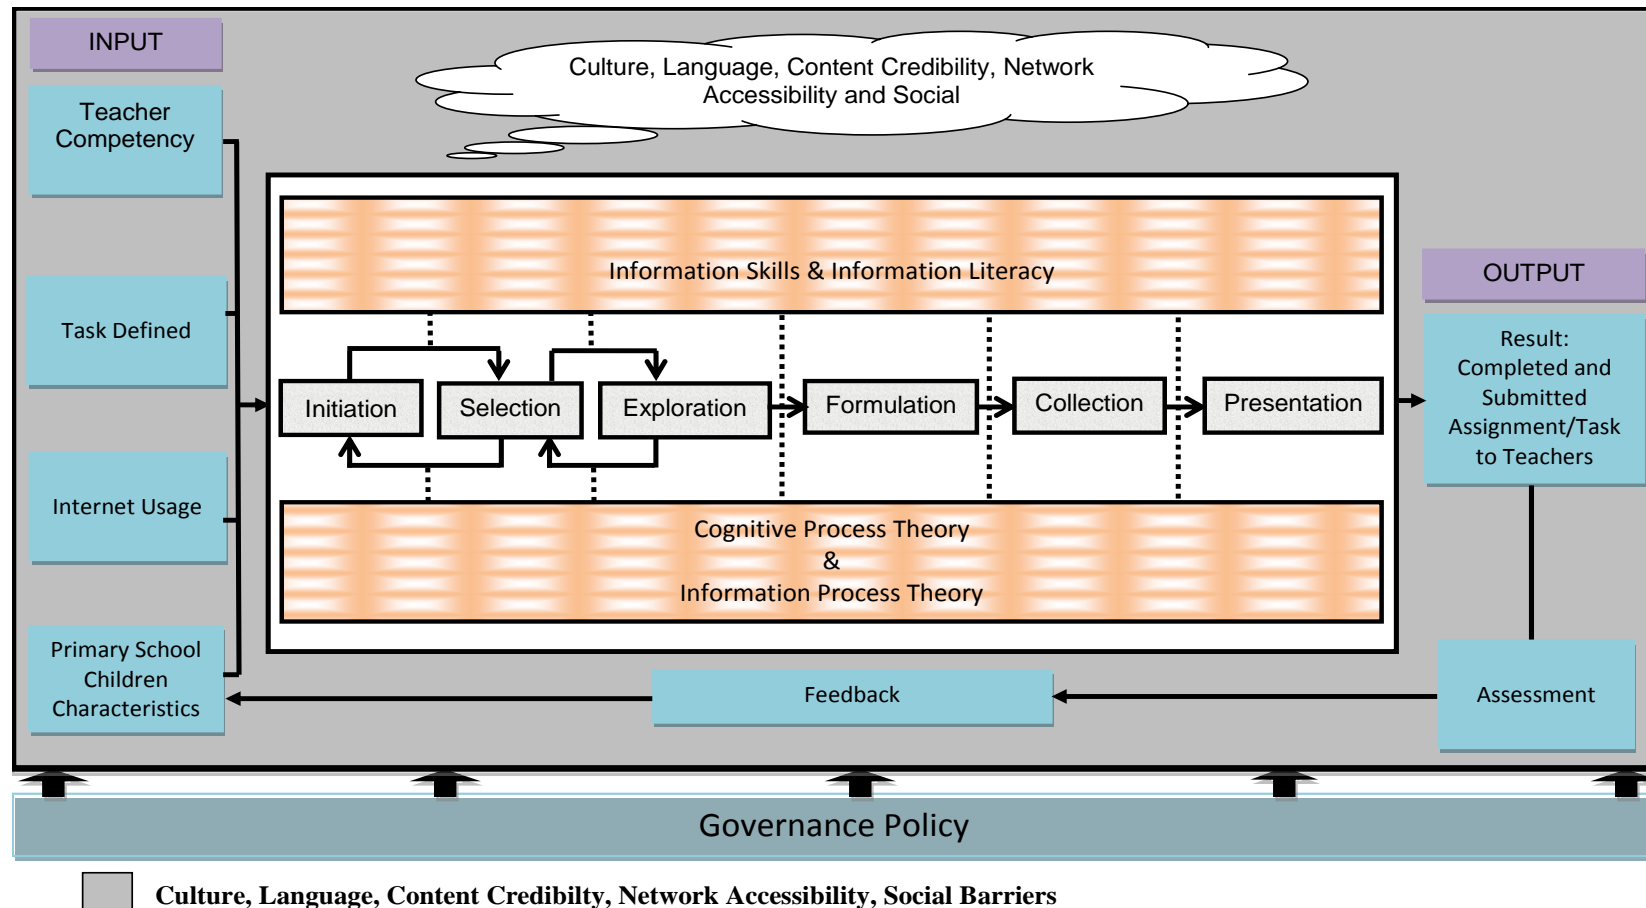 INPUT
Culture, Language, Content Credibility, Network
Accessibility and Social
Teacher
Competency
Task Defined
Internet Usage
Primary School
Children
Characteristics
Information Skills & Information Literacy
Initiation
Selection
Exploration
Formulation
Collection
Presentation
Cognitive Process Theory
&
Information Process Theory
OUTPUT
Result:
Completed and
Submitted
Assignment/Task
to Teachers
Assessment
Feedback
Governance Policy
Culture, Language, Content Credibilty, Network Accessibility, Social Barriers